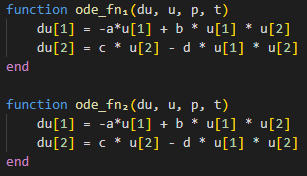 function ode_fn₁(du, u, p, t)
    du[1] = -a*u[1] + b * u[1] * u[2]
    du[2] = c * u[2] - d * u[1] * u[2]
end
function ode_fn₂(du, u, p, t)
    du[1] = -a*u[1] + b * u[1] * u[2]
    du[2] = c * u[2] - d * u[1] * u[2]
end